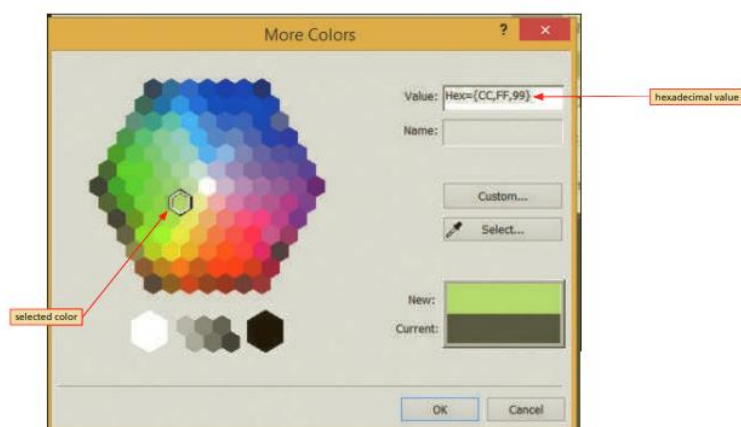 More Colors
?
×
Value: Hex={CC,FF,99}
hexadecimal value
Name:
Custom...
Select...
selected color
New:
Current:
OK
Cancel